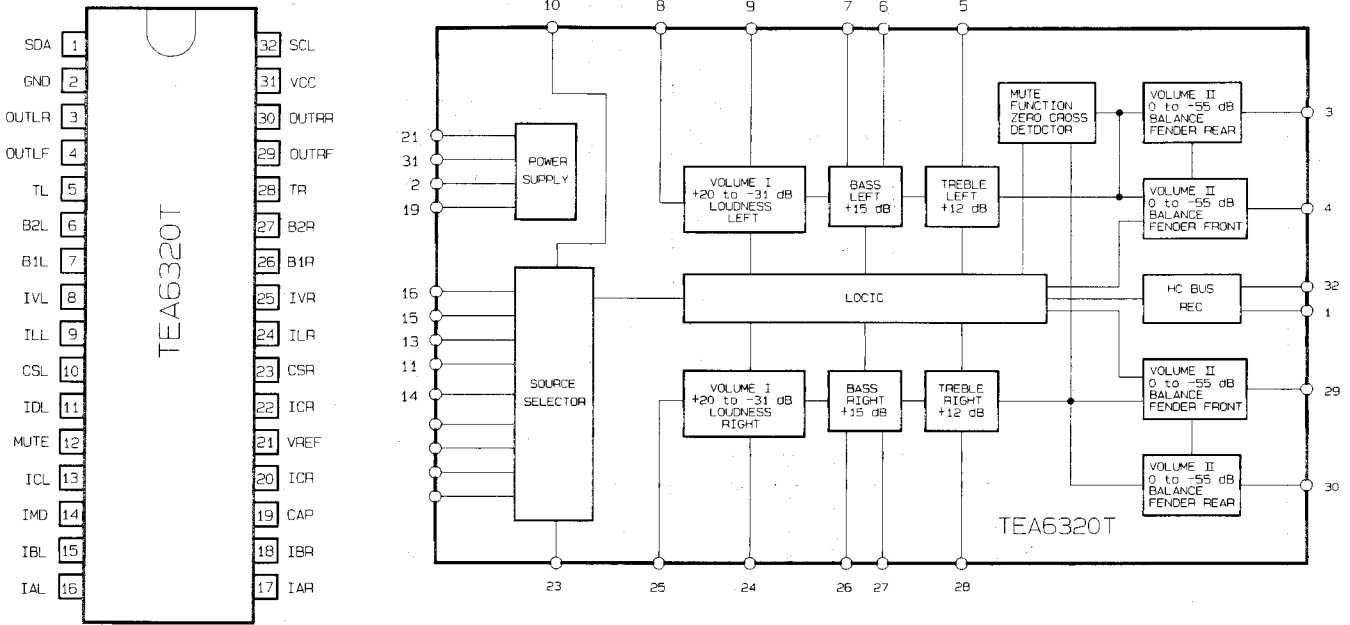 SDA 1
GND 2
OUTLR 3
OUTLF 4
TL 5
B2L 6
B1L 7
IVL 8
ILL 9
CSL 10
IDL 11
MUTE 12
ICL 13
IMD 14
IBL 15
IAL 16
TEA6320T
32 SCL
31 VCC
30 OUTRR
29 OUTRF
28 TR
27 B2R
26 B1R
25 IVR
24 ILR
23 CSR
22 ICR
21 VREF
20 ICR
19 CAP
18 IBR
17 IAR
10
8
9
7
6
5
21
31
2
19
POWER
SUPPLY
16
15
13
11
14
SOURCE
SELECTOR
VOLUME I
+20 to -31 dB
LOUDNESS
LEFT
BASS
LEFT
+15 dB
TREBLE
LEFT
+12 dB
MUTE
FUNCTION
ZERO CROSS
DETDCTOR
VOLUME II
0 to -55 dB
BALANCE
FENDER REAR
3
VOLUME II
0 to -55 dB
BALANCE
FENDER FRONT
4
LOCIC
HC BUS
REC
32
1
VOLUME I
+20 to -31 dB
LOUDNESS
RIGHT
BASS
RIGHT
+15 dB
TREBLE
RIGHT
+12 dB
VOLUME II
0 to -55 dB
BALANCE
FENDER FRONT
29
VOLUME II
0 to -55 dB
BALANCE
FENDER REAR
30
TEA6320T
23
25
24
26
27
28